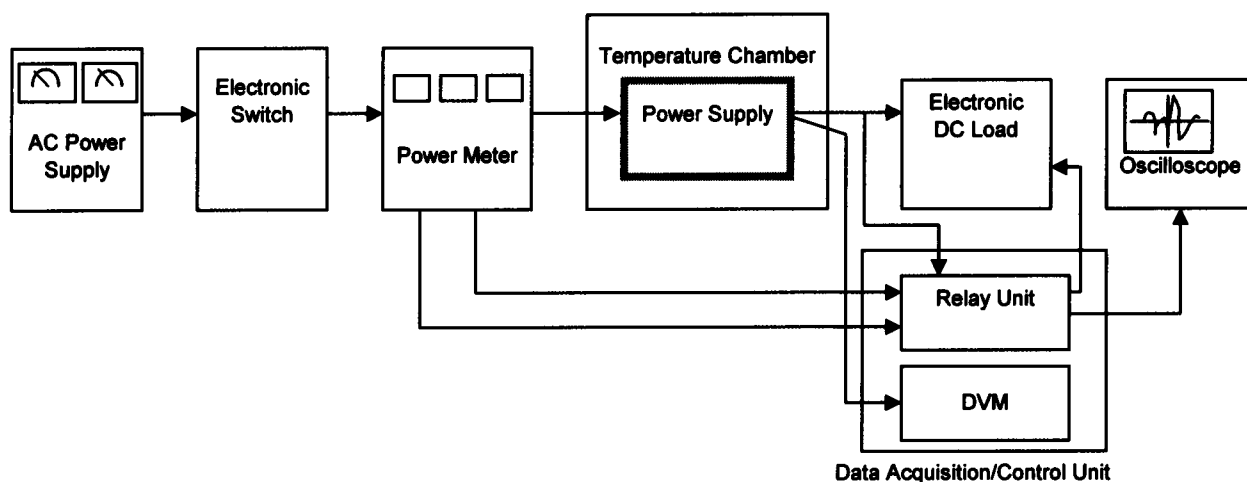 AC Power
Supply
Electronic
Switch
Power Meter
Temperature Chamber
Power Supply
Electronic
DC Load
Oscilloscope
Relay Unit
DVM
Data Acquisition/Control Unit